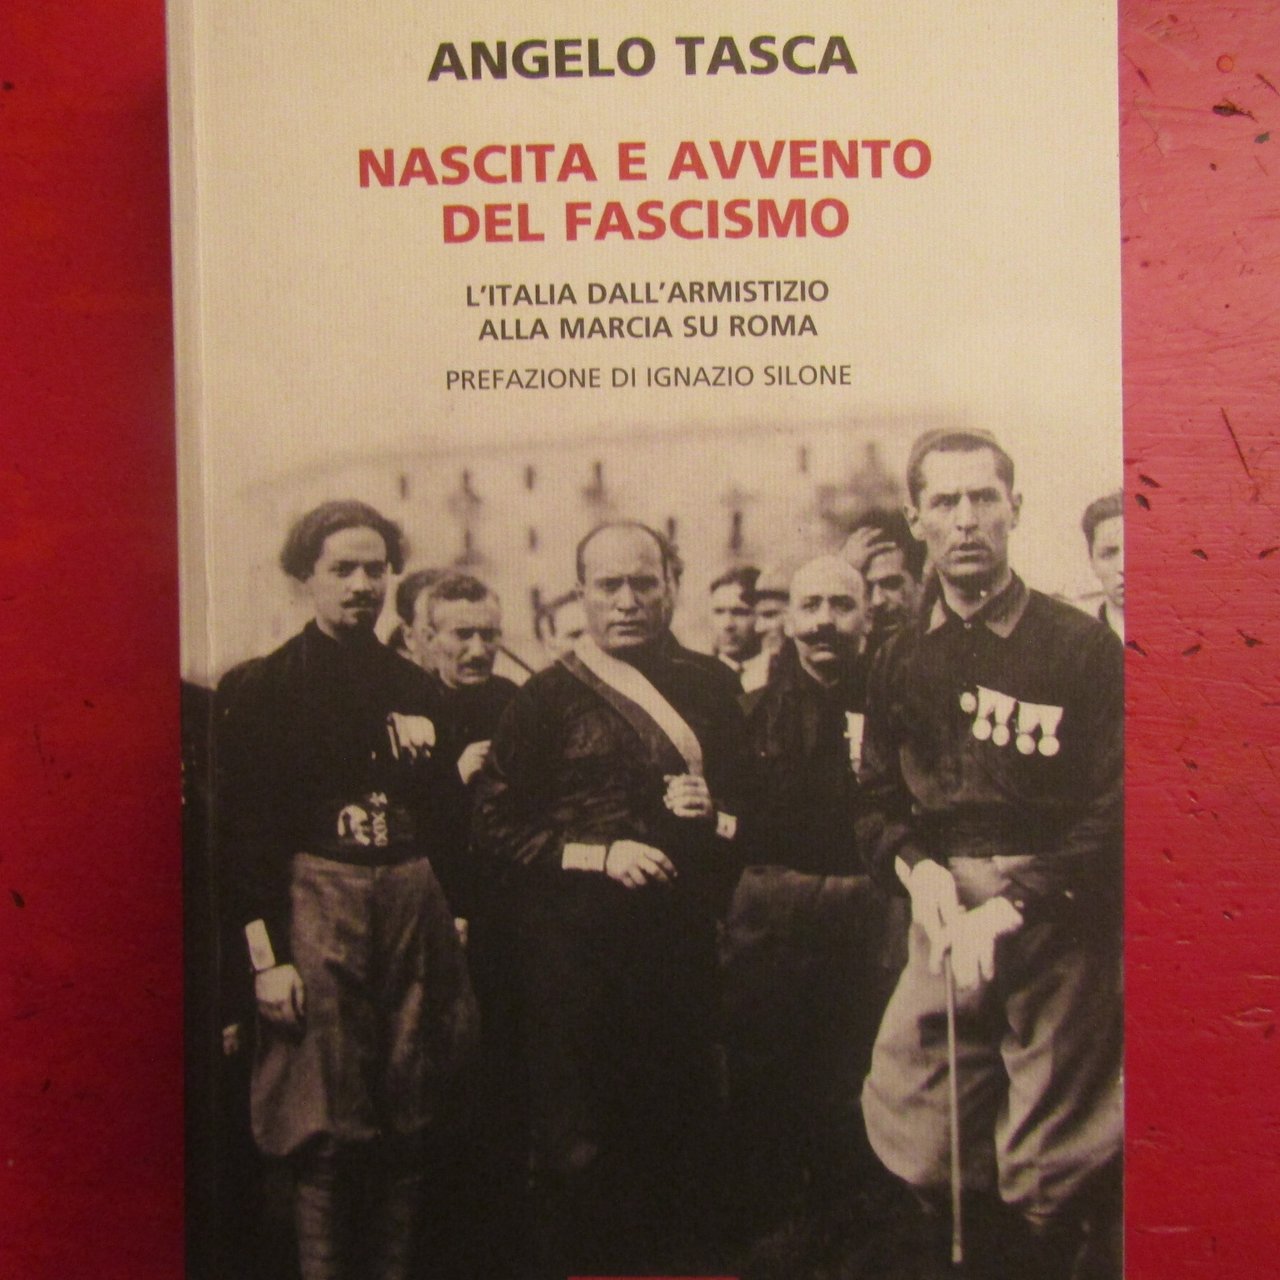 ANGELO TASCA
NASCITA E AVVENTO
DEL FASCISMO
L'ITALIA DALL'ARMISTIZIO
ALLA MARCIA SU ROMA
PREFAZIONE DI IGNAZIO SILONE